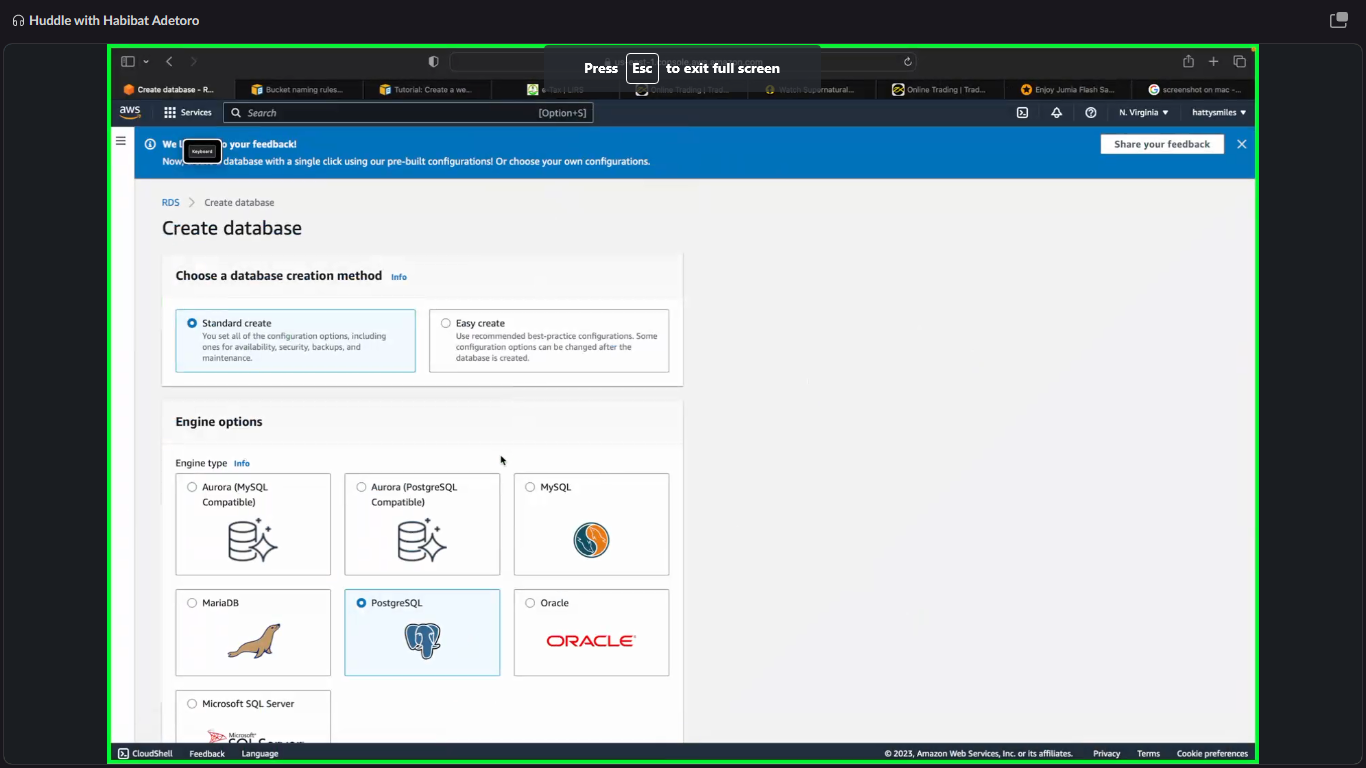 Huddle with Habibat Adetoro
Press Esc to exit full screen
Create database - R...
Bucket naming rules...
Tutorial: Create a we...
e-Tax | LIRS
Online Trading | Trad...
Watch Supernatural...
Online Trading | Trad...
Enjoy Jumia Flash Sa...
screenshot on mac -...
aws
Services
Search
[Option+S]
N. Virginia
hattysmiles
We l
o your feedback!
Keyboard
Now,
database with a single click using our pre-built configurations! Or choose your own configurations.
Share your feedback
RDS > Create database
Create database
Choose a database creation method Info
Standard create
You set all of the configuration options, including
ones for availability, security, backups, and
maintenance.
Easy create
Use recommended best-practice configurations. Some
configuration options can be changed after the
database is created.
Engine options
Engine type Info
Aurora (MySQL
Compatible)
Aurora (PostgreSQL
Compatible)
MySQL
MariaDB
PostgreSQL
Oracle
ORACLE
Microsoft SQL Server
Microsoft
SQL Server
CloudShell
Feedback
Language
© 2023, Amazon Web Services, Inc. or its affiliates.
Privacy
Terms
Cookie preferences